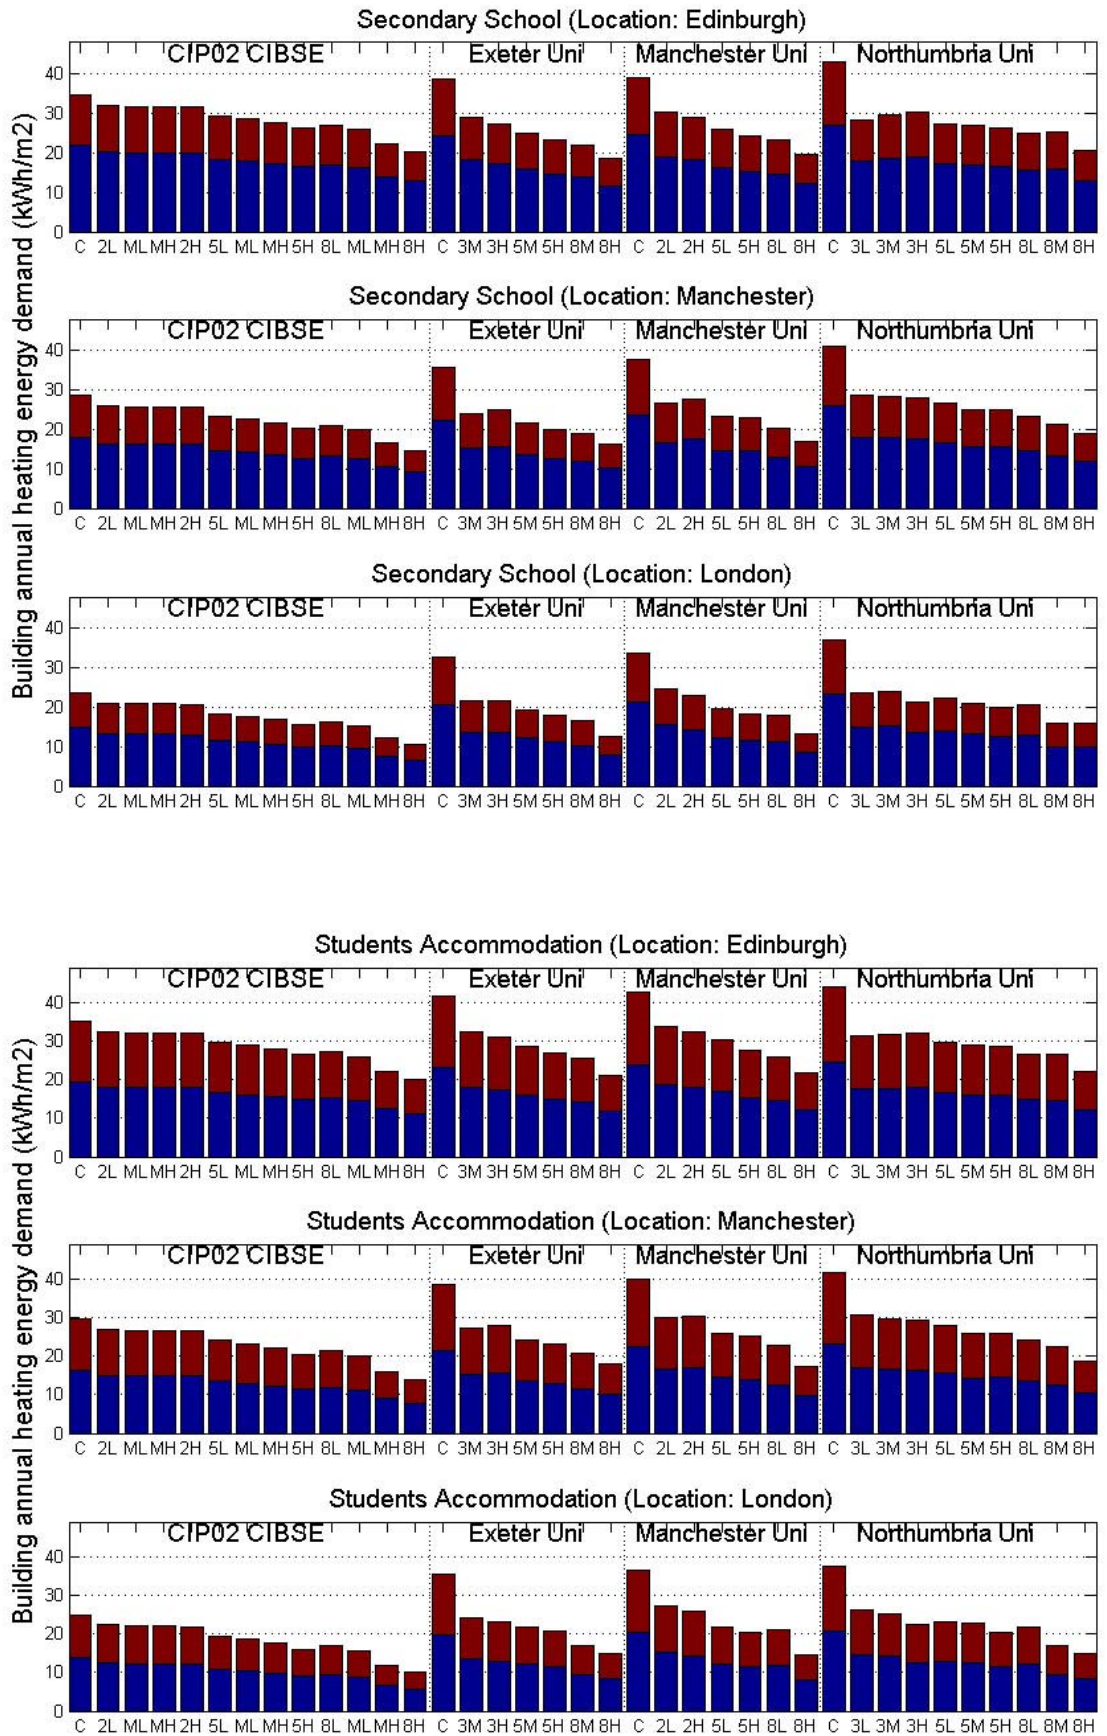 Secondary School (Location: Edinburgh)
CIP02 CIBSE Exeter Uni Manchester Uni Northumbria Uni
40
30
20
10
0
C 2L ML MH 2H 5L ML MH 5H 8L ML MH 8H C 3M 3H 5M 5H 8M 8H C 2L 2H 5L 5H 8L 8H C 3L 3M 3H 5L 5M 5H 8L 8M 8H
Building annual heating energy demand (kWh/m2)
Secondary School (Location: Manchester)
CIP02 CIBSE Exeter Uni Manchester Uni Northumbria Uni
40
30
20
10
0
C 2L ML MH 2H 5L ML MH 5H 8L ML MH 8H C 3M 3H 5M 5H 8M 8H C 2L 2H 5L 5H 8L 8H C 3L 3M 3H 5L 5M 5H 8L 8M 8H
Secondary School (Location: London)
CIP02 CIBSE Exeter Uni Manchester Uni Northumbria Uni
40
30
20
10
0
C 2L ML MH 2H 5L ML MH 5H 8L ML MH 8H C 3M 3H 5M 5H 8M 8H C 2L 2H 5L 5H 8L 8H C 3L 3M 3H 5L 5M 5H 8L 8M 8H
Students Accommodation (Location: Edinburgh)
CIP02 CIBSE Exeter Uni Manchester Uni Northumbria Uni
40
30
20
10
0
C 2L ML MH 2H 5L ML MH 5H 8L ML MH 8H C 3M 3H 5M 5H 8M 8H C 2L 2H 5L 5H 8L 8H C 3L 3M 3H 5L 5M 5H 8L 8M 8H
Building annual heating energy demand (kWh/m2)
Students Accommodation (Location: Manchester)
CIP02 CIBSE Exeter Uni Manchester Uni Northumbria Uni
40
30
20
10
0
C 2L ML MH 2H 5L ML MH 5H 8L ML MH 8H C 3M 3H 5M 5H 8M 8H C 2L 2H 5L 5H 8L 8H C 3L 3M 3H 5L 5M 5H 8L 8M 8H
Students Accommodation (Location: London)
CIP02 CIBSE Exeter Uni Manchester Uni Northumbria Uni
40
30
20
10
0
C 2L ML MH 2H 5L ML MH 5H 8L ML MH 8H C 3M 3H 5M 5H 8M 8H C 2L 2H 5L 5H 8L 8H C 3L 3M 3H 5L 5M 5H 8L 8M 8H